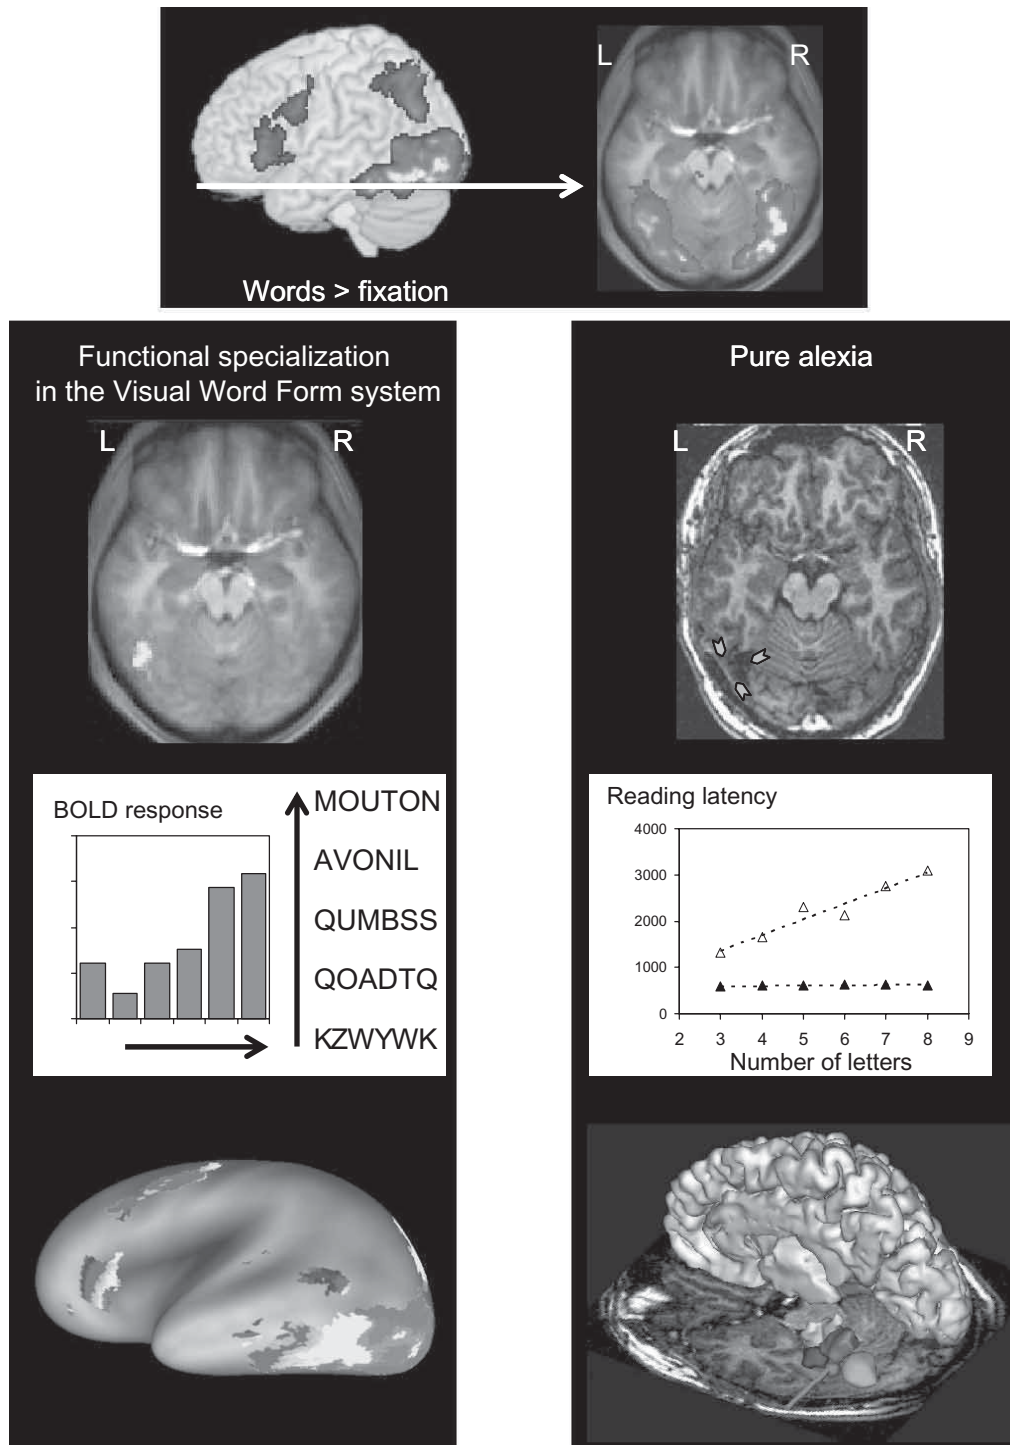 L
R
Words > fixation
Functional specialization
in the Visual Word Form system
L
R
BOLD response
MOUTON
AVONIL
QUMBSS
QOADTQ
KZWYWK
Pure alexia
L
R
Reading latency
4000
3000
2000
1000
0
2 3 4 5 6 7 8 9
Number of letters